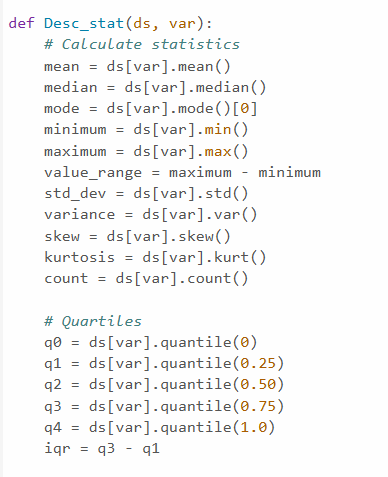 def Desc_stat(ds, var):
    # Calculate statistics
    mean = ds[var].mean()
    median = ds[var].median()
    mode = ds[var].mode()[0]
    minimum = ds[var].min()
    maximum = ds[var].max()
    value_range = maximum - minimum
    std_dev = ds[var].std()
    variance = ds[var].var()
    skew = ds[var].skew()
    kurtosis = ds[var].kurt()
    count = ds[var].count()

    # Quartiles
    q0 = ds[var].quantile(0)
    q1 = ds[var].quantile(0.25)
    q2 = ds[var].quantile(0.50)
    q3 = ds[var].quantile(0.75)
    q4 = ds[var].quantile(1.0)
    iqr = q3 - q1